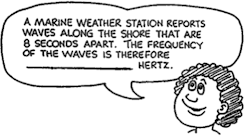 A MARINE WEATHER STATION REPORTS
WAVES ALONG THE SHORE THAT ARE
8 SECONDS APART. THE FREQUENCY
OF THE WAVES IS THEREFORE
____________ HERTZ.